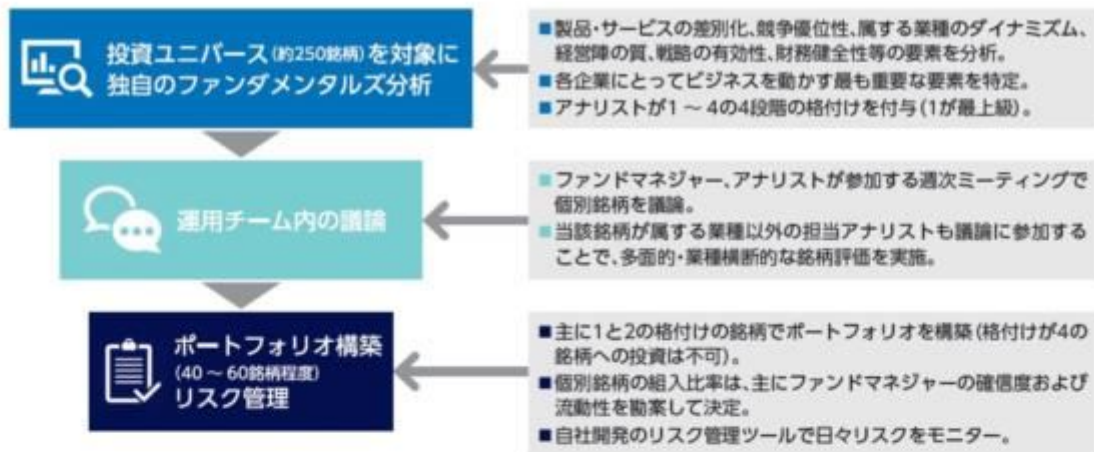 投資ユニバース(約250銘柄)を対象に
独自のファンダメンタルズ分析
■製品・サービスの差別化、競争優位性、属する業種のダイナミズム、
経営陣の質、戦略の有効性、財務健全性等の要素を分析。
■各企業にとってビジネスを動かす最も重要な要素を特定。
■アナリストが1~4の4段階の格付けを付与(1が最上級)。
運用チーム内の議論
■ファンドマネジャー、アナリストが参加する週次ミーティングで
個別銘柄を議論。
■当該銘柄が属する業種以外の担当アナリストも議論に参加する
ことで、多面的・業種横断的な銘柄評価を実施。
ポートフォリオ構築
(40~60銘柄程度)
リスク管理
■主に1と2の格付けの銘柄でポートフォリオを構築(格付けが4の
銘柄への投資は不可)。
■個別銘柄の組入比率は、主にファンドマネジャーの確信度および
流動性を勘案して決定。
■自社開発のリスク管理ツールで日々リスクをモニター。